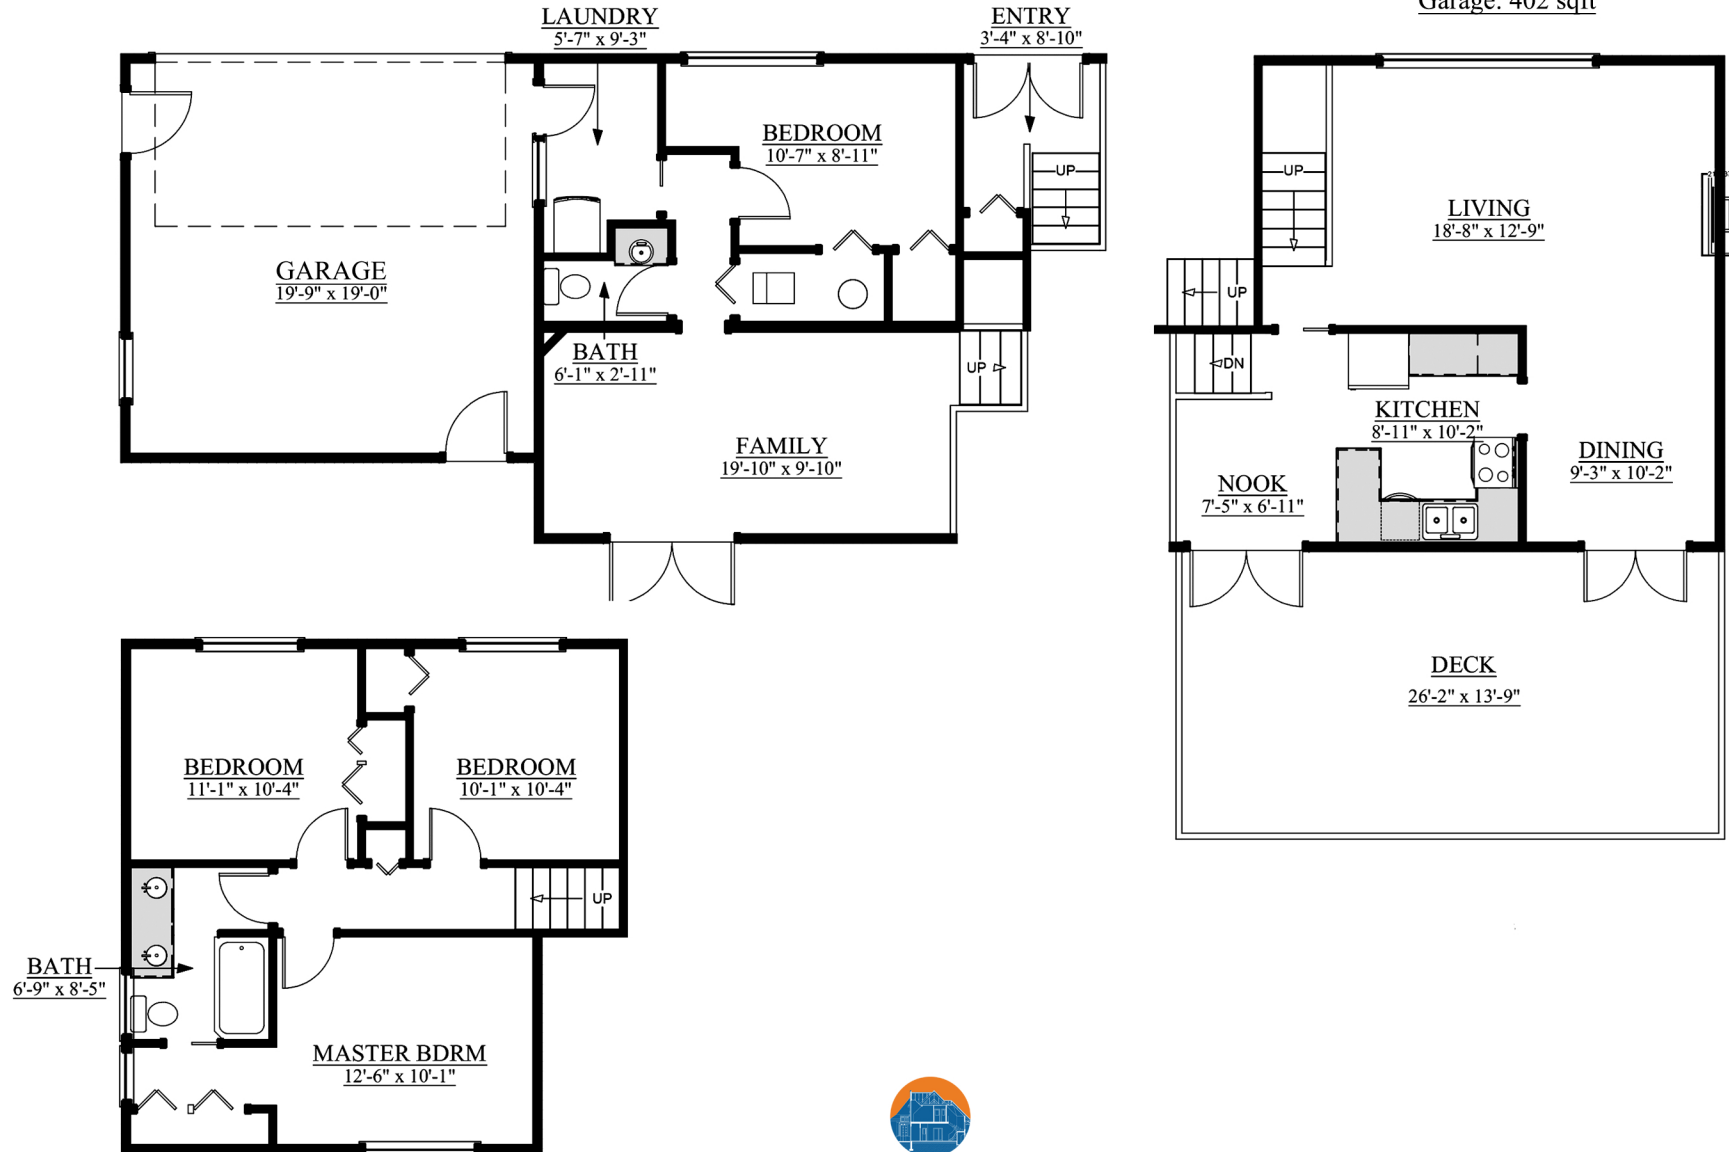 Garage: 402 sqft
LAUNDRY
5'-7" x 9'-3"
ENTRY
3'-4" x 8'-10"
BEDROOM
10'-7" x 8'-11"
UP
GARAGE
19'-9" x 19'-0"
BATH
6'-1" x 2'-11"
UP
FAMILY
19'-10" x 9'-10"
UP
LIVING
18'-8" x 12'-9"
UP
DN
KITCHEN
8'-11" x 10'-2"
DINING
9'-3" x 10'-2"
NOOK
7'-5" x 6'-11"
DECK
26'-2" x 13'-9"
BEDROOM
11'-1" x 10'-4"
BEDROOM
10'-1" x 10'-4"
UP
BATH
6'-9" x 8'-5"
MASTER BDRM
12'-6" x 10'-1"